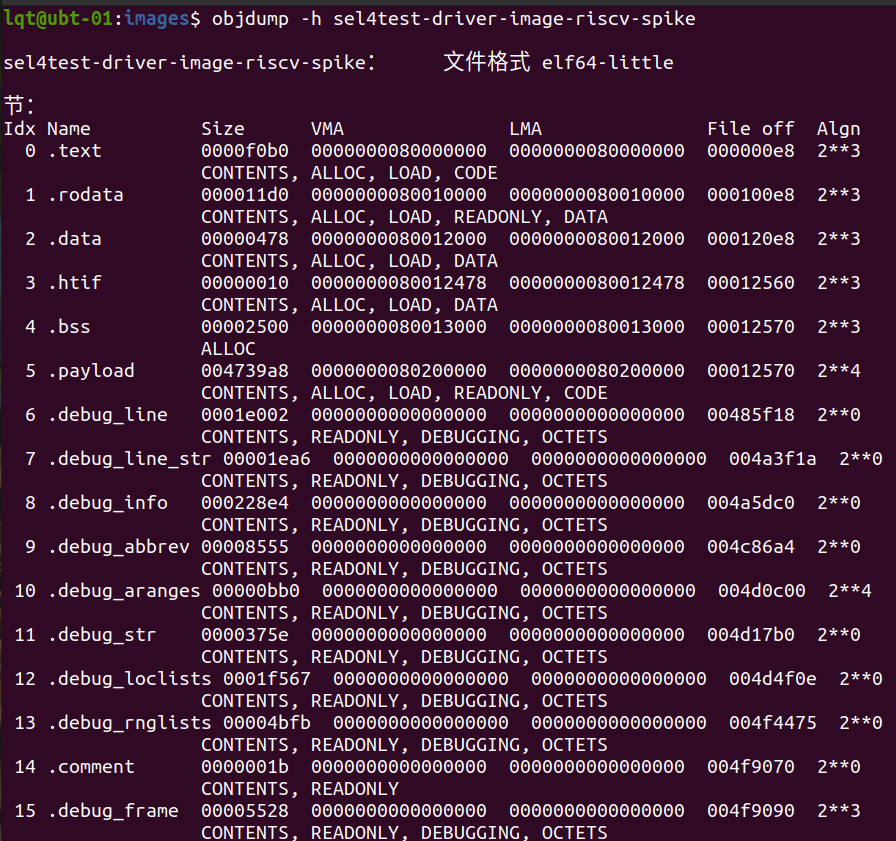 lqt@ubt-01:images$ objdump -h sel4test-driver-image-riscv-spike
sel4test-driver-image-riscv-spike：     文件格式 elf64-little
节：
Idx Name          Size      VMA               LMA               File off  Algn
  0 .text         0000f0b0  0000000080000000  0000000080000000  000000e8  2**3
                  CONTENTS, ALLOC, LOAD, CODE
  1 .rodata       000011d0  0000000080010000  0000000080010000  000100e8  2**3
                  CONTENTS, ALLOC, LOAD, READONLY, DATA
  2 .data         00000478  0000000080012000  0000000080012000  000120e8  2**3
                  CONTENTS, ALLOC, LOAD, DATA
  3 .htif         00000010  0000000080012478  0000000080012478  00012560  2**3
                  CONTENTS, ALLOC, LOAD, DATA
  4 .bss          00002500  0000000080013000  0000000080013000  00012570  2**3
                  ALLOC
  5 .payload      004739a8  0000000080200000  0000000080200000  00012570  2**4
                  CONTENTS, ALLOC, LOAD, READONLY, CODE
  6 .debug_line   0001e002  0000000000000000  0000000000000000  00485f18  2**0
                  CONTENTS, READONLY, DEBUGGING, OCTETS
  7 .debug_line_str 00001ea6  0000000000000000  0000000000000000  004a3f1a  2**0
                  CONTENTS, READONLY, DEBUGGING, OCTETS
  8 .debug_info   000228e4  0000000000000000  0000000000000000  004a5dc0  2**0
                  CONTENTS, READONLY, DEBUGGING, OCTETS
  9 .debug_abbrev 00008555  0000000000000000  0000000000000000  004c86a4  2**0
                  CONTENTS, READONLY, DEBUGGING, OCTETS
 10 .debug_aranges 00000bb0  0000000000000000  0000000000000000  004d0c00  2**4
                  CONTENTS, READONLY, DEBUGGING, OCTETS
 11 .debug_str    0000375e  0000000000000000  0000000000000000  004d17b0  2**0
                  CONTENTS, READONLY, DEBUGGING, OCTETS
 12 .debug_loclists 0001f567  0000000000000000  0000000000000000  004d4f0e  2**0
                  CONTENTS, READONLY, DEBUGGING, OCTETS
 13 .debug_rnglists 00004bfb  0000000000000000  0000000000000000  004f4475  2**0
                  CONTENTS, READONLY, DEBUGGING, OCTETS
 14 .comment      0000001b  0000000000000000  0000000000000000  004f9070  2**0
                  CONTENTS, READONLY
 15 .debug_frame  00005528  0000000000000000  0000000000000000  004f9090  2**3
                  CONTENTS, READONLY, DEBUGGING, OCTETS